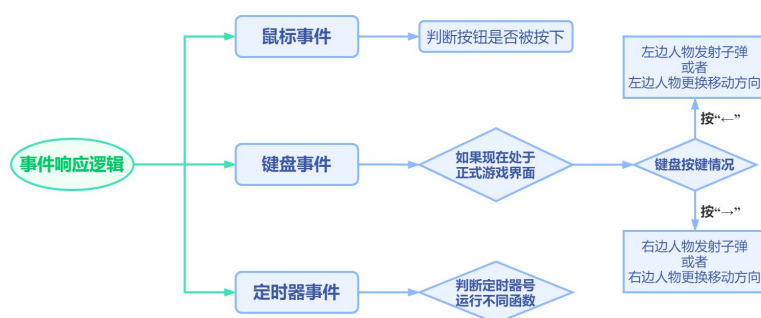 事件响应逻辑
鼠标事件
判断按钮是否被按下
键盘事件
如果现在处于
正式游戏界面
键盘按键情况
按“←”
左边人物发射子弹
或者
左边人物更换移动方向
按“→”
右边人物发射子弹
或者
右边人物更换移动方向
定时器事件
判断定时器号
运行不同函数